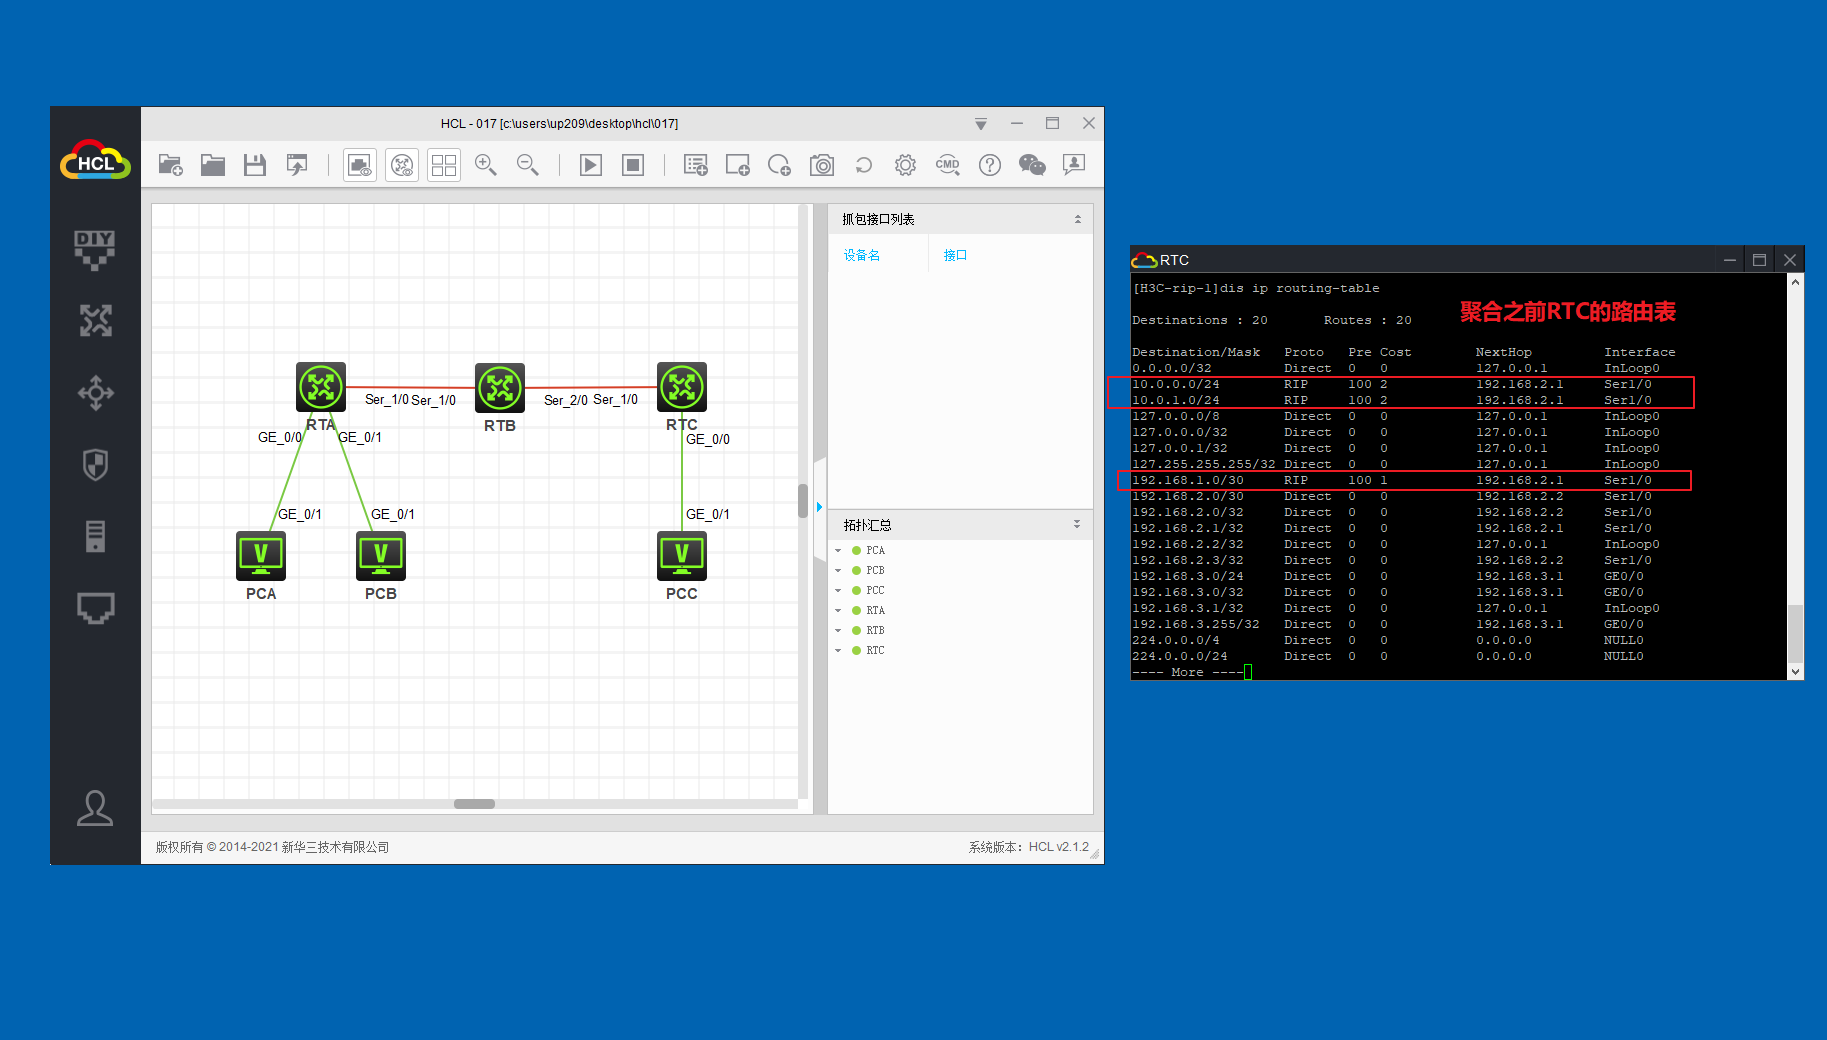 HCL - 017 [c:\users\up209\desktop\hcl\017]
HCL
CMD
DIY
抓包接口列表
设备名 接口
Ser_1/0 Ser_1/0 Ser_2/0 Ser_1/0
RTA RTB RTC
GE_0/0 GE_0/1 GE_0/0
GE_0/1 GE_0/1 GE_0/1
V V V
PCA PCB PCC
拓扑汇总
PCA
PCB
PCC
RTA
RTB
RTC
版权所有 © 2014-2021 新华三技术有限公司 系统版本：HCL v2.1.2
RTC
[H3C-rip-1]dis ip routing-table
聚合之前RTC的路由表
Destinations : 20 Routes : 20
Destination/Mask Proto Pre Cost NextHop Interface
0.0.0.0/32 Direct 0 0 127.0.0.1 InLoop0
10.0.0.0/24 RIP 100 2 192.168.2.1 Ser1/0
10.0.1.0/24 RIP 100 2 192.168.2.1 Ser1/0
127.0.0.0/8 Direct 0 0 127.0.0.1 InLoop0
127.0.0.0/32 Direct 0 0 127.0.0.1 InLoop0
127.0.0.1/32 Direct 0 0 127.0.0.1 InLoop0
127.255.255.255/32 Direct 0 0 127.0.0.1 InLoop0
192.168.1.0/30 RIP 100 1 192.168.2.1 Ser1/0
192.168.2.0/30 Direct 0 0 192.168.2.2 Ser1/0
192.168.2.0/32 Direct 0 0 192.168.2.2 Ser1/0
192.168.2.1/32 Direct 0 0 192.168.2.1 Ser1/0
192.168.2.2/32 Direct 0 0 127.0.0.1 InLoop0
192.168.2.3/32 Direct 0 0 192.168.2.2 Ser1/0
192.168.3.0/24 Direct 0 0 192.168.3.1 GE0/0
192.168.3.0/32 Direct 0 0 192.168.3.1 GE0/0
192.168.3.1/32 Direct 0 0 127.0.0.1 InLoop0
192.168.3.255/32 Direct 0 0 192.168.3.1 GE0/0
224.0.0.0/4 Direct 0 0 0.0.0.0 NULL0
224.0.0.0/24 Direct 0 0 0.0.0.0 NULL0
---- More ----